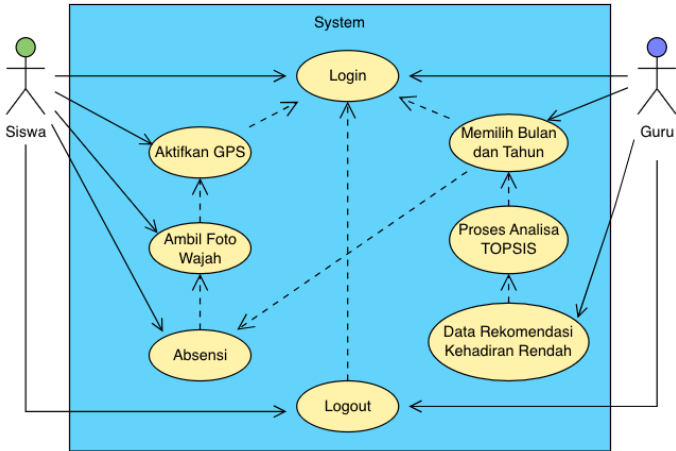 System
Login
Siswa
Guru
Aktifkan GPS
Memilih Bulan
dan Tahun
Ambil Foto
Wajah
Proses Analisa
TOPSIS
Absensi
Data Rekomendasi
Kehadiran Rendah
Logout